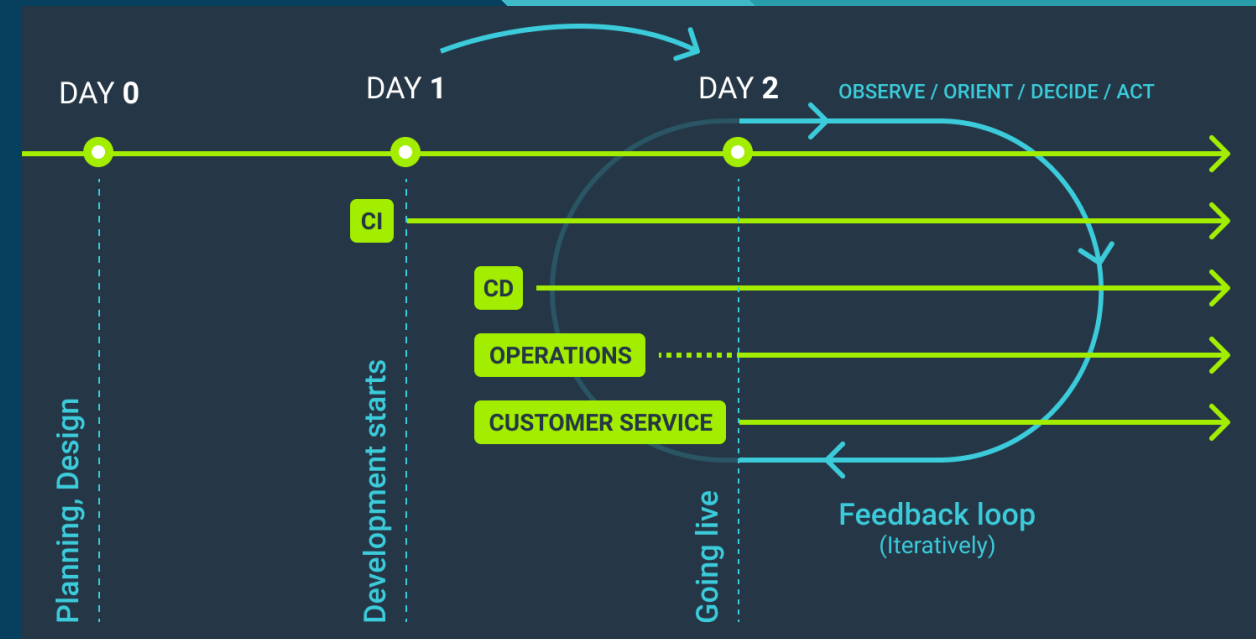 DAY 0
DAY 1
DAY 2
OBSERVE / ORIENT / DECIDE / ACT
CI
CD
OPERATIONS
CUSTOMER SERVICE
Planning, Design
Development starts
Going live
Feedback loop
(Iteratively)